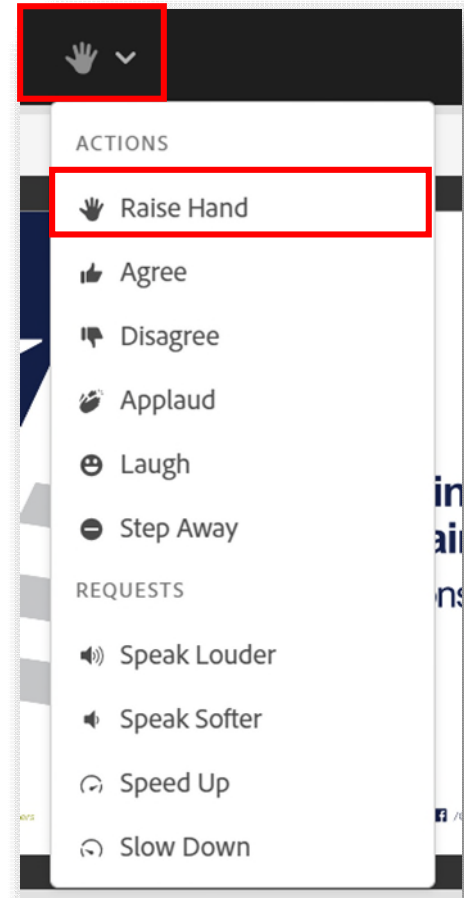 ACTIONS
Raise Hand
Agree
Disagree
Applaud
Laugh
Step Away
REQUESTS
Speak Louder
Speak Softer
Speed Up
Slow Down